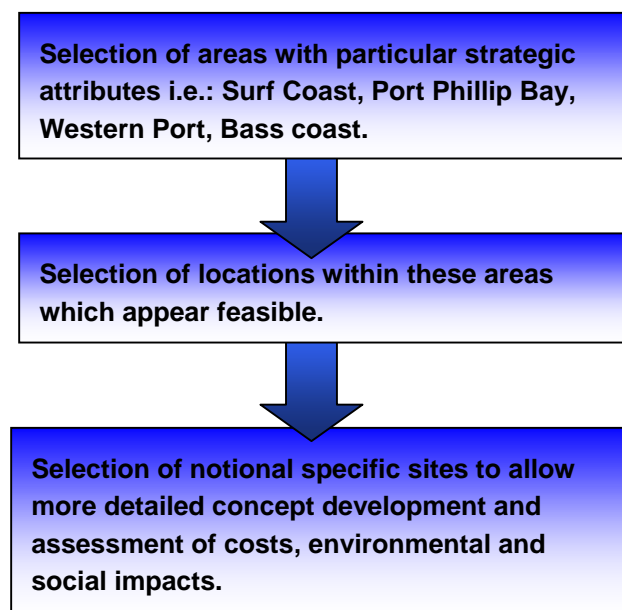 Selection of areas with particular strategic
attributes i.e.: Surf Coast, Port Phillip Bay,
Western Port, Bass coast.
Selection of locations within these areas
which appear feasible.
Selection of notional specific sites to allow
more detailed concept development and
assessment of costs, environmental and
social impacts.